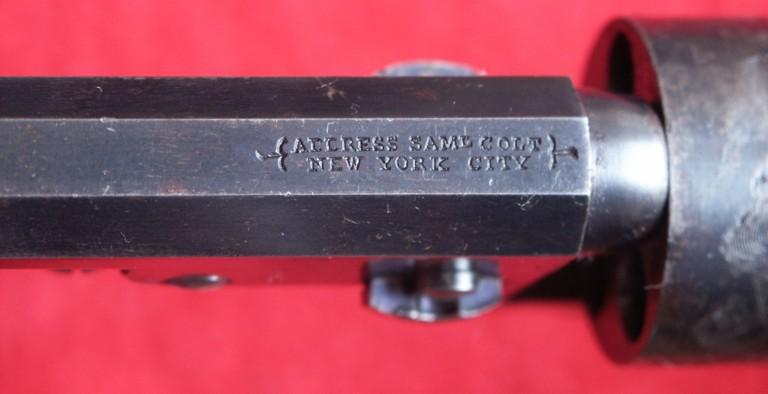 ADDRESS SAML COLT
NEW YORK CITY